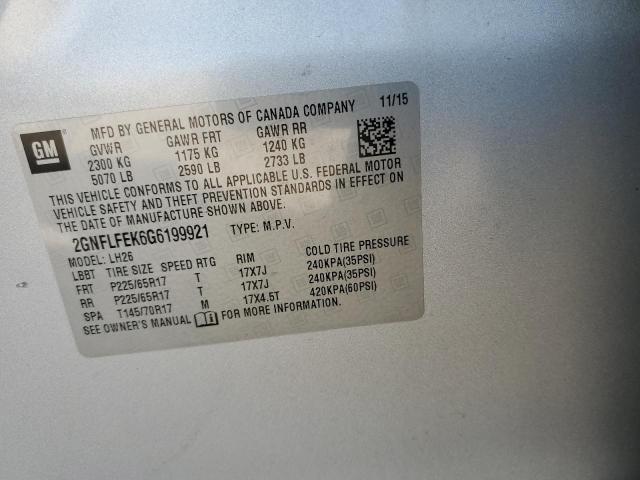 GM ®
MFD BY GENERAL MOTORS OF CANADA COMPANY 11/15
GVWR GAWR FRT GAWR RR
2300 KG 1175 KG 1240 KG
5070 LB 2590 LB 2733 LB
THIS VEHICLE CONFORMS TO ALL APPLICABLE U.S. FEDERAL MOTOR
VEHICLE SAFETY AND THEFT PREVENTION STANDARDS IN EFFECT ON
THE DATE OF MANUFACTURE SHOWN ABOVE.
2GNFLFEK6G6199921 TYPE: M.P.V.
MODEL: LH26
LBBT TIRE SIZE SPEED RTG RIM COLD TIRE PRESSURE
FRT P225/65R17 T 17X7J 240KPA(35PSI)
RR P225/65R17 T 17X7J 240KPA(35PSI)
SPA T145/70R17 M 17X4.5T 420KPA(60PSI)
SEE OWNER'S MANUAL FOR MORE INFORMATION.